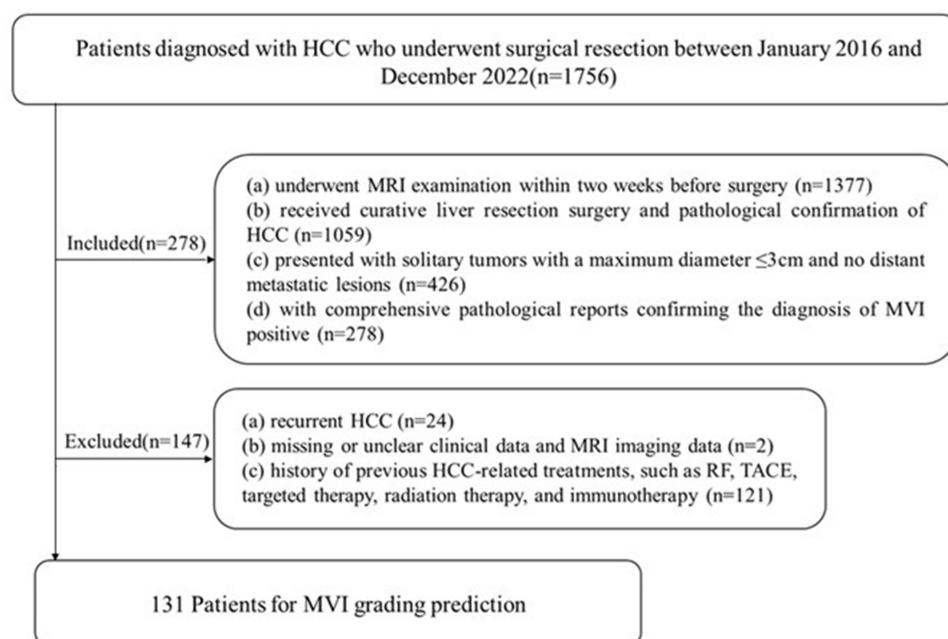 Patients diagnosed with HCC who underwent surgical resection between January 2016 and
December 2022(n=1756)
Included(n=278)
(a) underwent MRI examination within two weeks before surgery (n=1377)
(b) received curative liver resection surgery and pathological confirmation of
HCC (n=1059)
(c) presented with solitary tumors with a maximum diameter ≤3cm and no distant
metastatic lesions (n=426)
(d) with comprehensive pathological reports confirming the diagnosis of MVI
positive (n=278)
Excluded(n=147)
(a) recurrent HCC (n=24)
(b) missing or unclear clinical data and MRI imaging data (n=2)
(c) history of previous HCC-related treatments, such as RF, TACE,
targeted therapy, radiation therapy, and immunotherapy (n=121)
131 Patients for MVI grading prediction